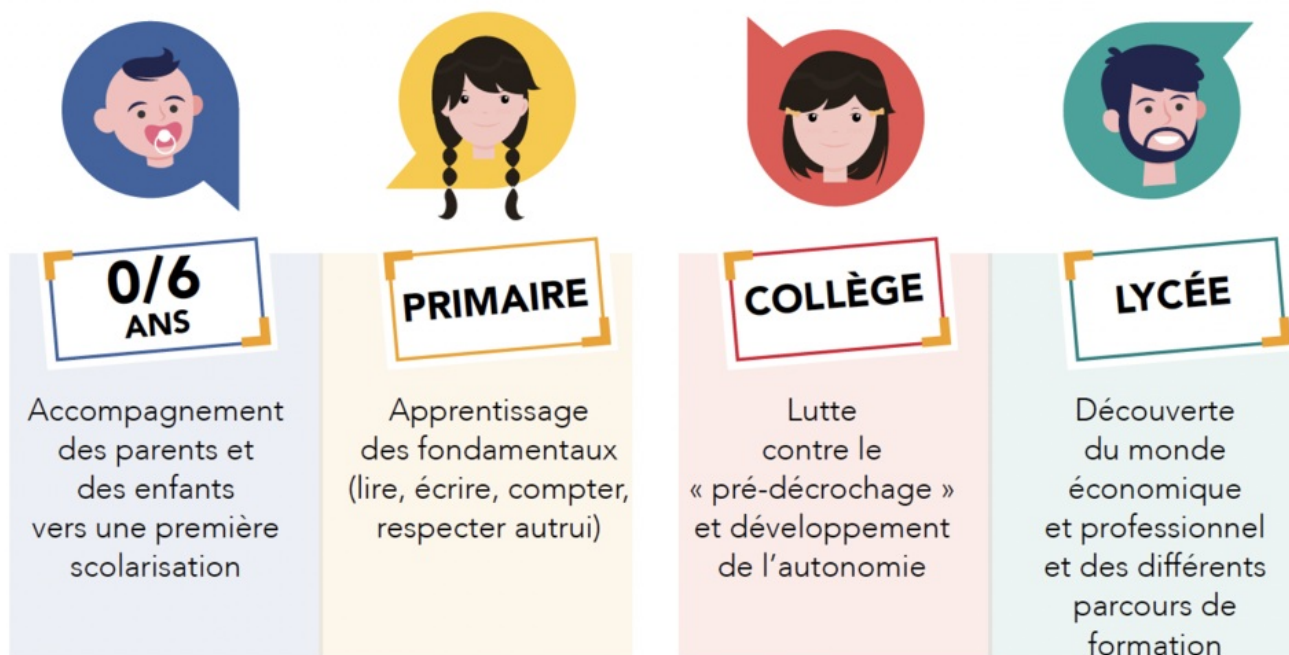 0/6
ANS
Accompagnement
des parents et
des enfants
vers une première
scolarisation
PRIMAIRE
Apprentissage
des fondamentaux
(lire, écrire, compter,
respecter autrui)
COLLÈGE
Lutte
contre le
« pré-décrochage »
et développement
de l’autonomie
LYCÉE
Découverte
du monde
économique
et professionnel
et des différents
parcours de
formation